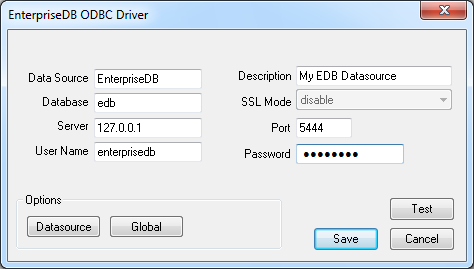 EnterpriseDB ODBC Driver
Data Source EnterpriseDB
Description My EDB Datasource
Database edb
SSL Mode disable
Server 127.0.0.1
Port 5444
User Name enterprisedb
Password ••••••••
Options
Datasource Global
Test
Save Cancel